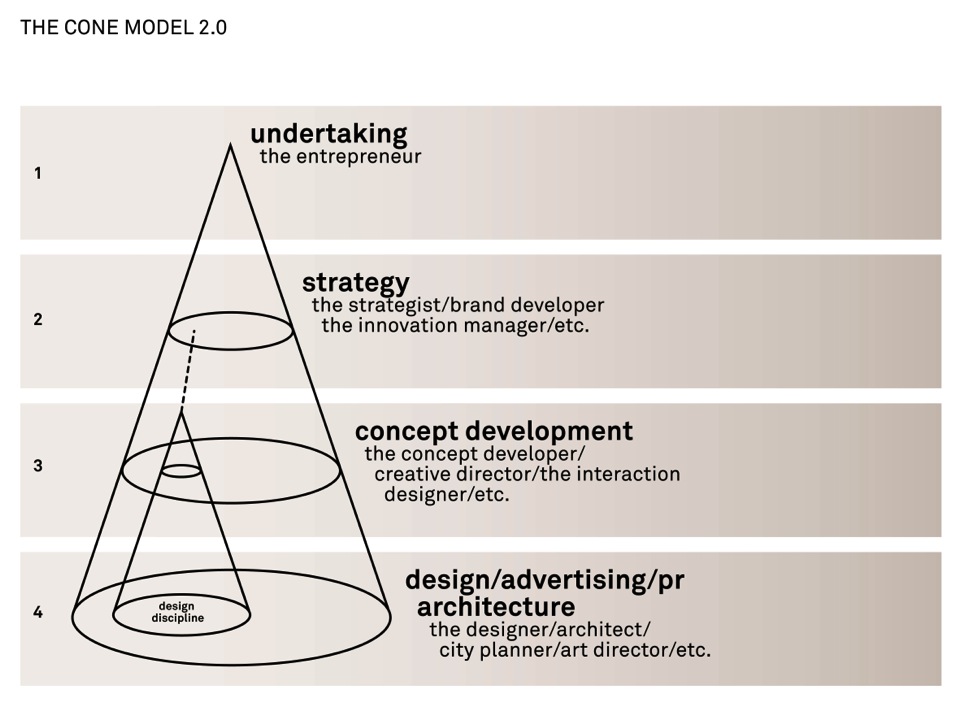 THE CONE MODEL 2.0
1
undertaking
the entrepreneur
2
strategy
the strategist/brand developer
the innovation manager/etc.
3
concept development
the concept developer/
creative director/the interaction
designer/etc.
4
design/advertising/pr
architecture
the designer/architect/
city planner/art director/etc.
design
discipline